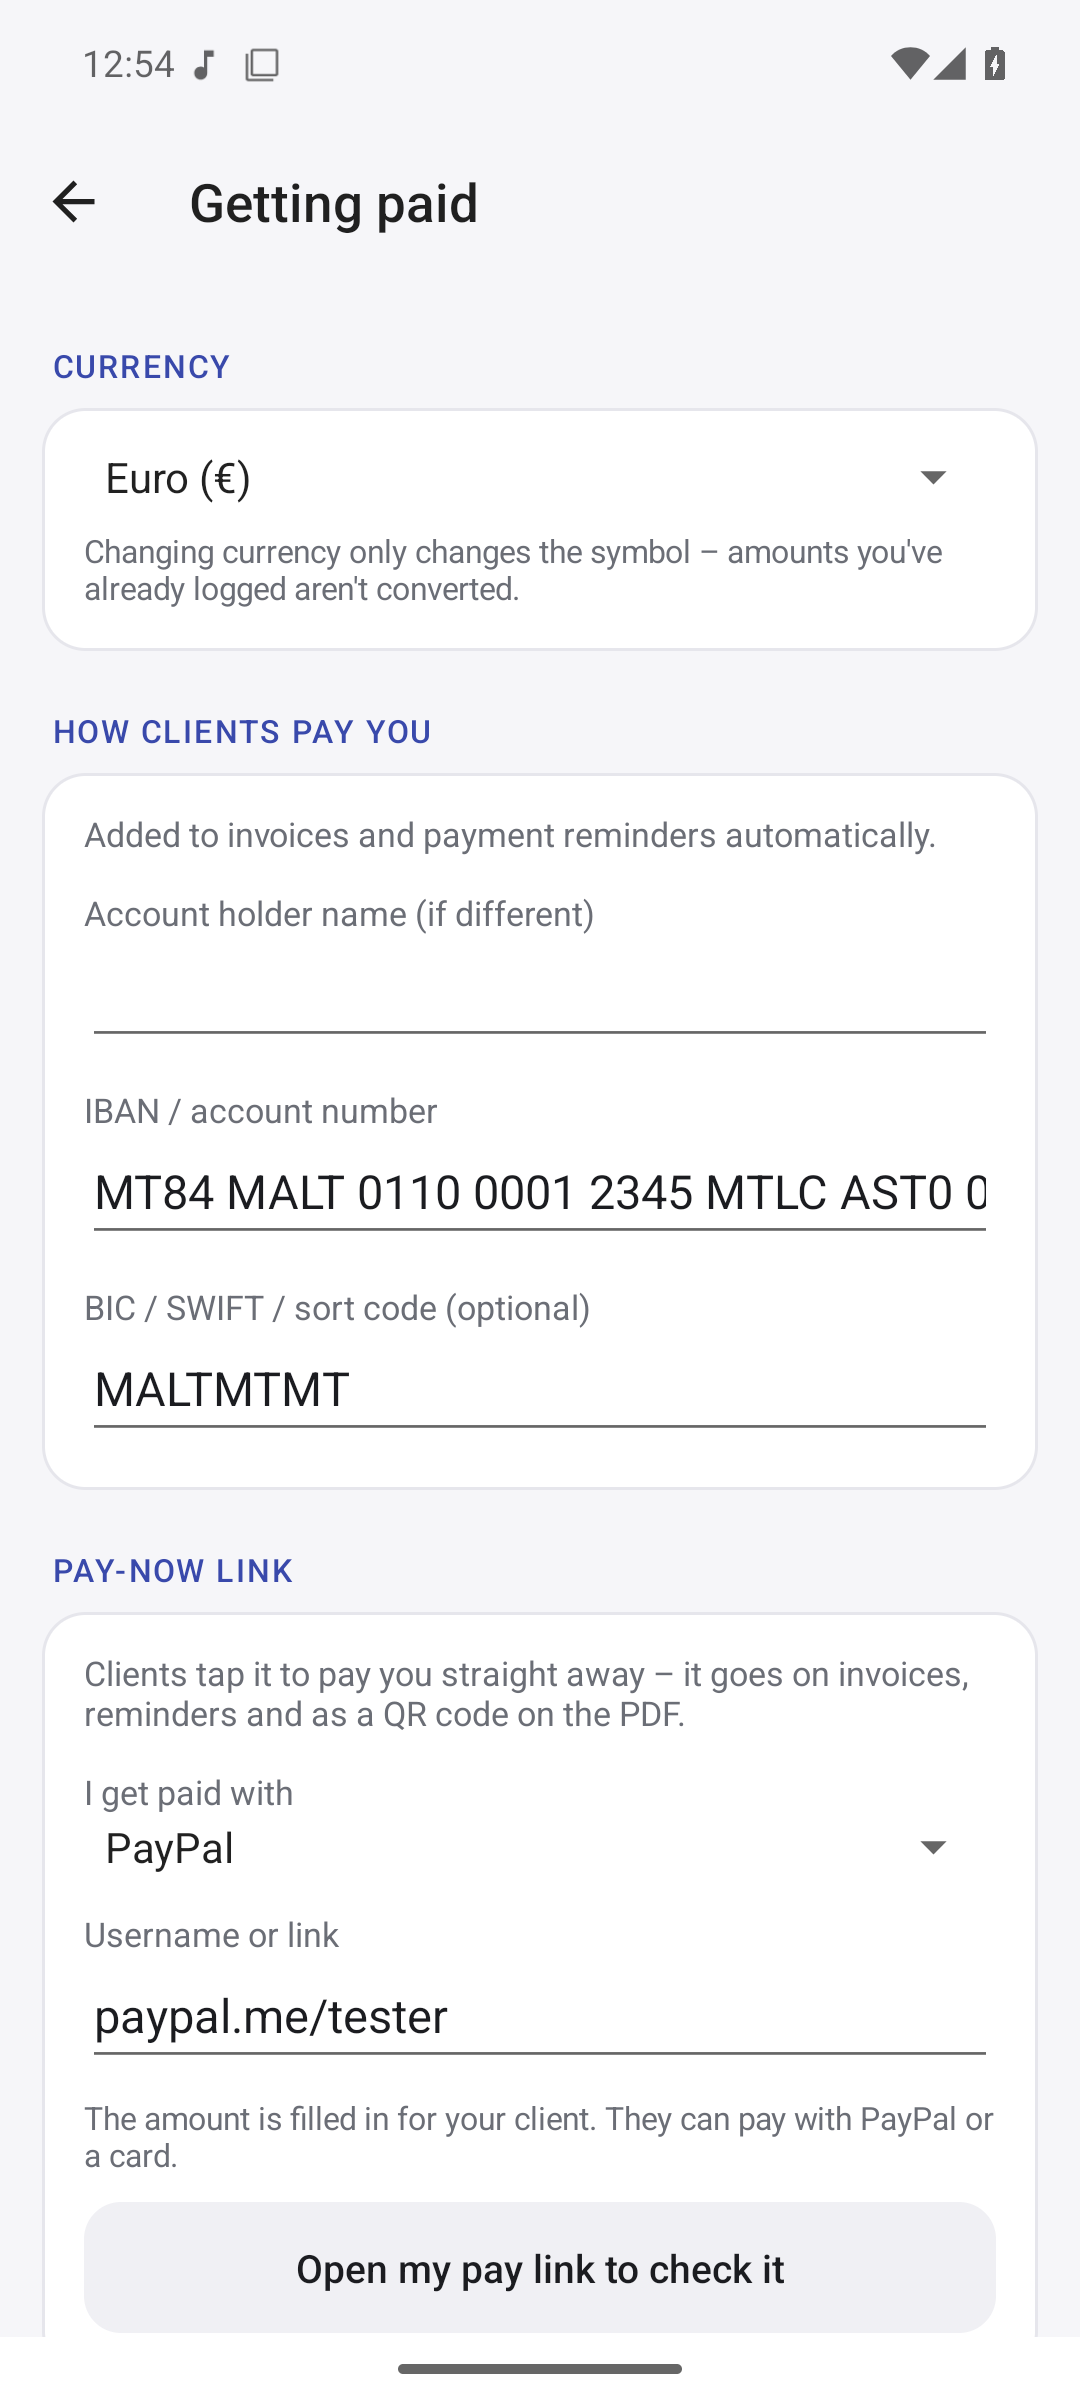 12:54
Getting paid
CURRENCY
Euro (€)
Changing currency only changes the symbol – amounts you've
already logged aren't converted.
HOW CLIENTS PAY YOU
Added to invoices and payment reminders automatically.
Account holder name (if different)
IBAN / account number
MT84 MALT 0110 0001 2345 MTLC AST0 0
BIC / SWIFT / sort code (optional)
MALTMTMT
PAY-NOW LINK
Clients tap it to pay you straight away – it goes on invoices,
reminders and as a QR code on the PDF.
I get paid with
PayPal
Username or link
paypal.me/tester
The amount is filled in for your client. They can pay with PayPal or
a card.
Open my pay link to check it